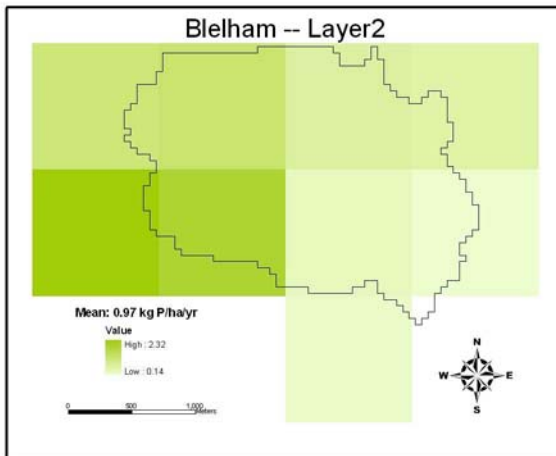 Blelham -- Layer2
Mean: 0.97 kg P/ha/yr
Value
High : 2.32
Low : 0.14
N
W E
S
0 500 1,000
Meters